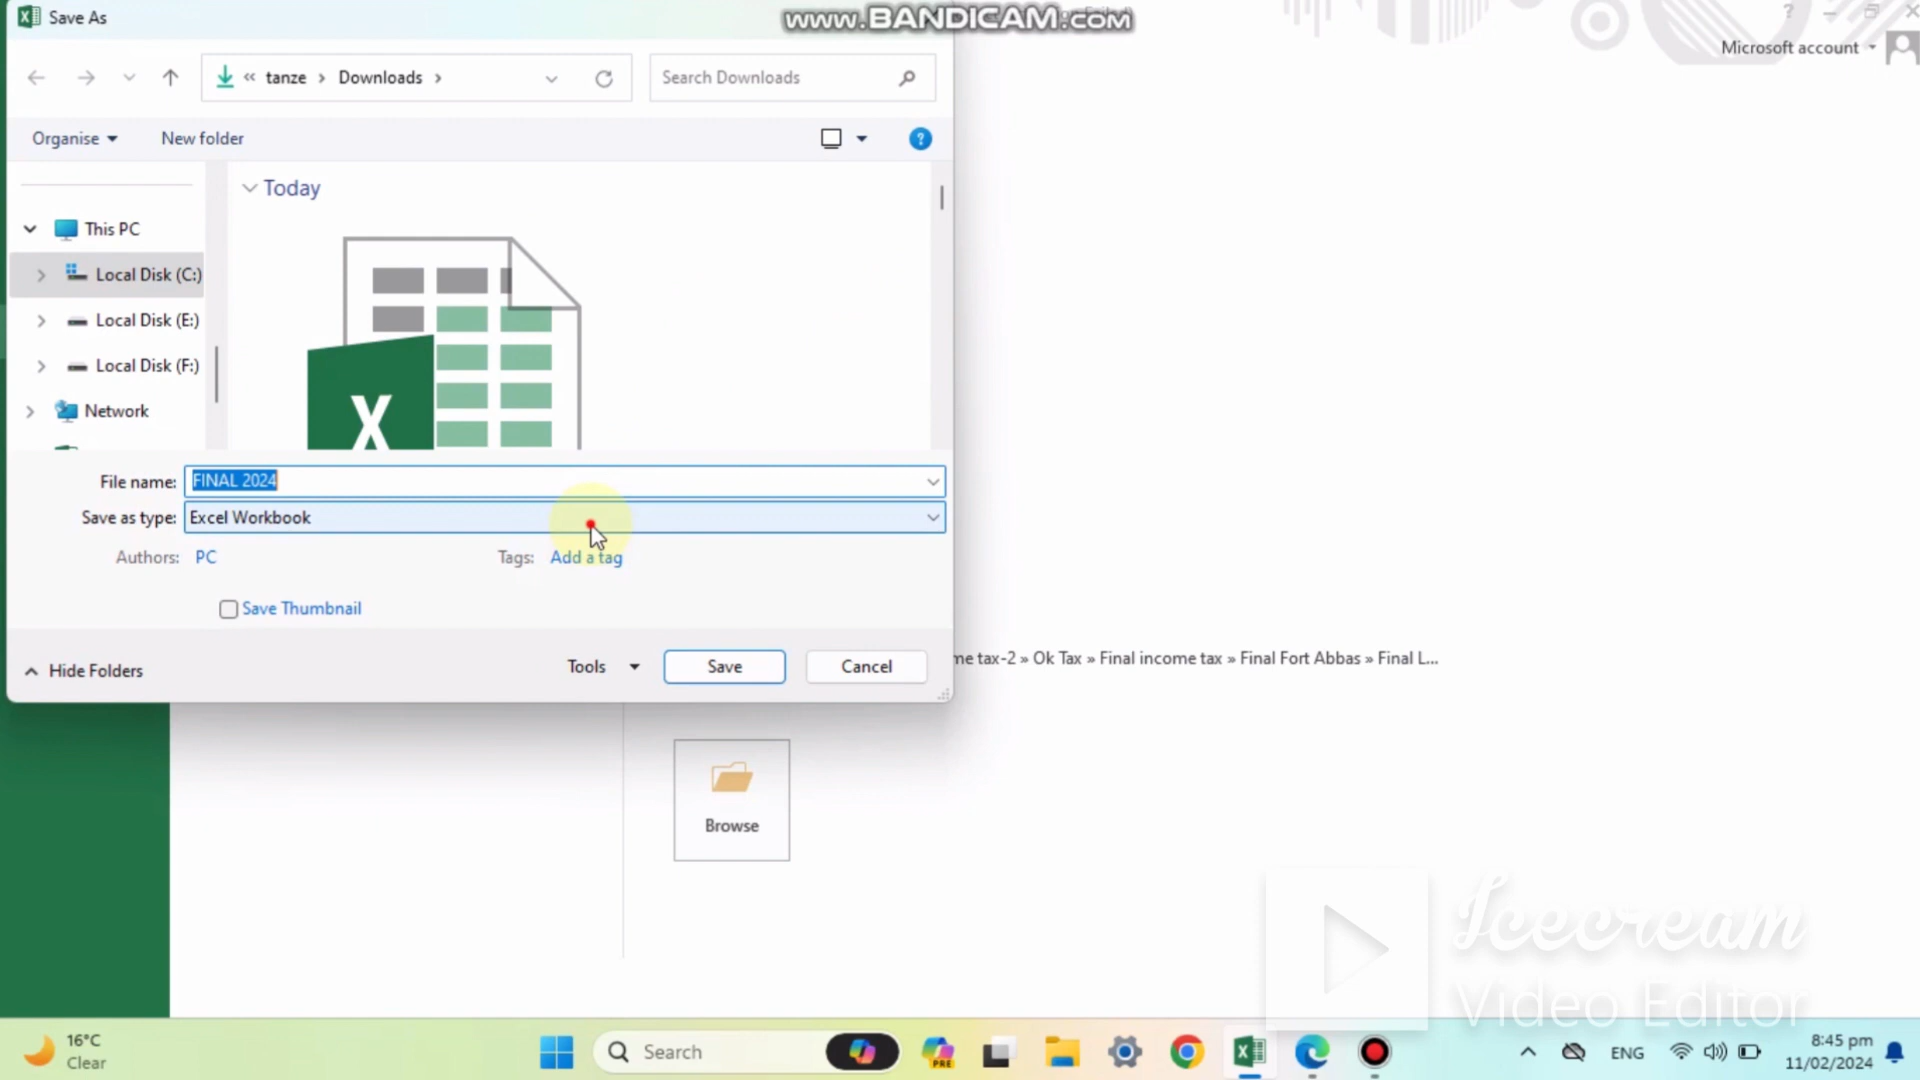 Save As
www.BANDICAM.com
Microsoft account
« tanze › Downloads ›
Search Downloads
Organise
New folder
Today
This PC
Local Disk (C:)
Local Disk (E:)
Local Disk (F:)
Network
X
File name: FINAL 2024
Save as type: Excel Workbook
Authors: PC
Tags: Add a tag
Save Thumbnail
Hide Folders
Tools
Save
Cancel
me tax-2 » Ok Tax » Final income tax » Final Fort Abbas » Final L...
Browse
Icecream
Video Editor
16°C
Clear
Search
PRE
ENG
8:45 pm
11/02/2024